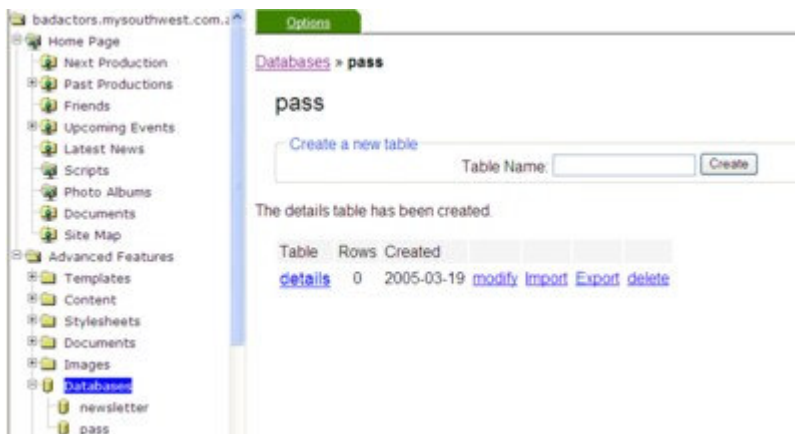 badactors.mysouthwest.com.a
Home Page
Next Production
Past Productions
Friends
Upcoming Events
Latest News
Scripts
Photo Albums
Documents
Site Map
Advanced Features
Templates
Content
Stylesheets
Documents
Images
Databases
newsletter
pass
Options
Databases » pass
pass
Create a new table
Table Name: Create
The details table has been created.
Table Rows Created
details 0 2005-03-19 modify Import Export delete